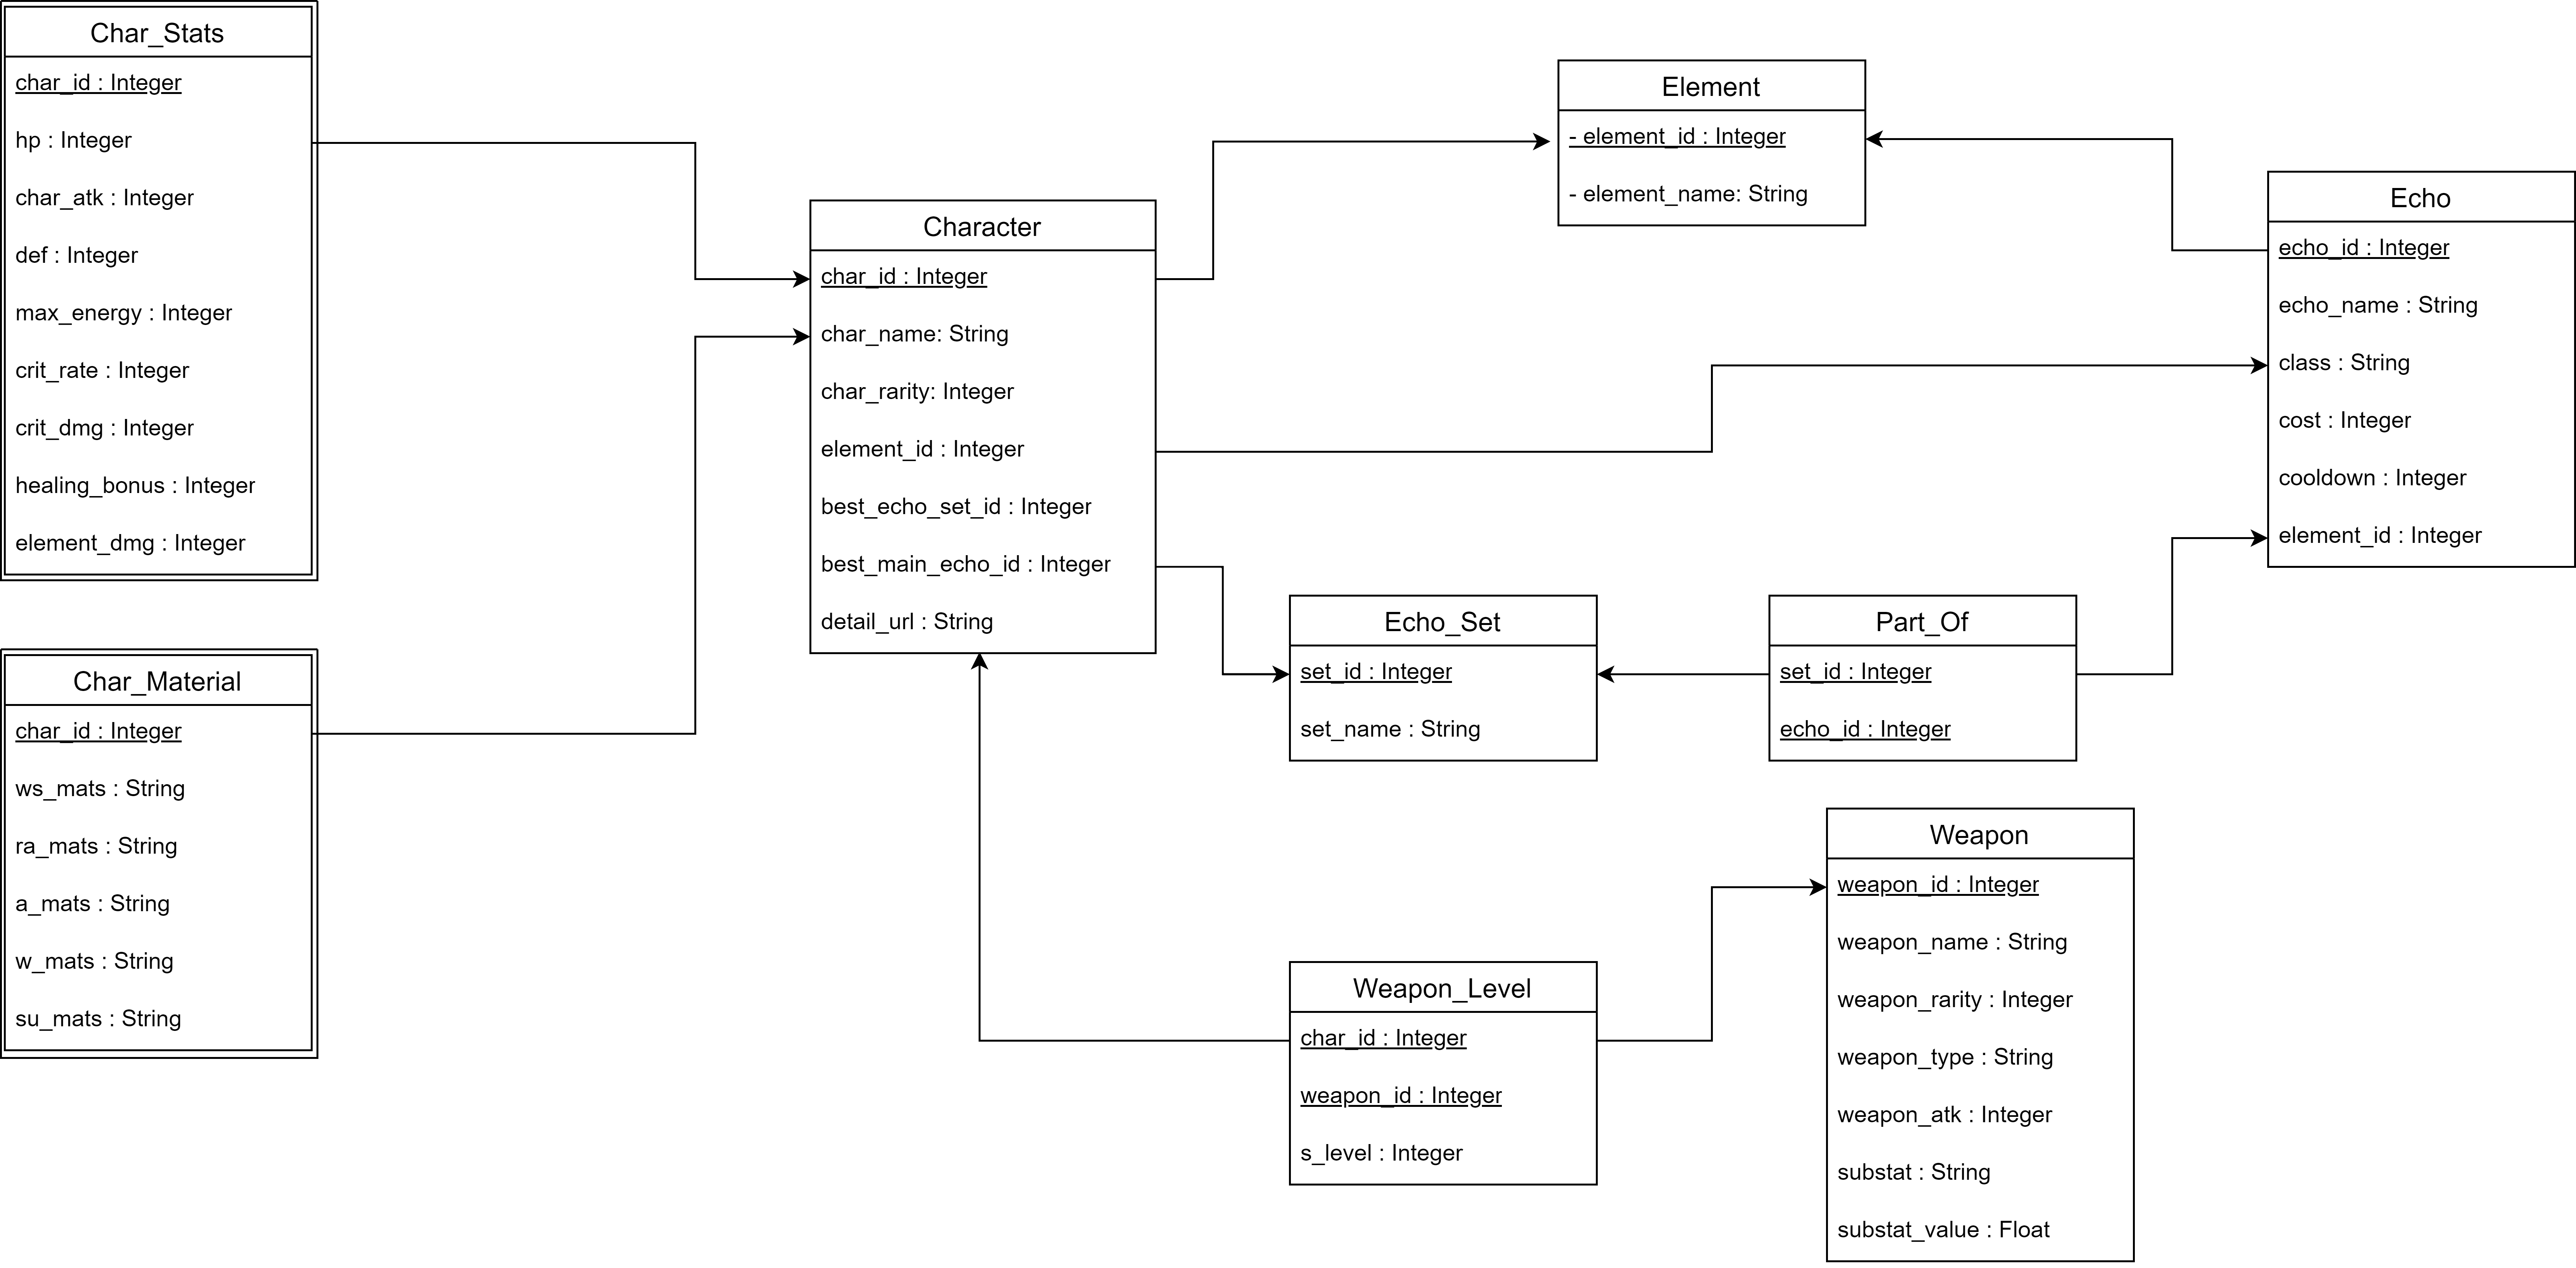 Char_Stats
char_id : Integer
hp : Integer
char_atk : Integer
def : Integer
max_energy : Integer
crit_rate : Integer
crit_dmg : Integer
healing_bonus : Integer
element_dmg : Integer
Char_Material
char_id : Integer
ws_mats : String
ra_mats : String
a_mats : String
w_mats : String
su_mats : String
Character
char_id : Integer
char_name: String
char_rarity: Integer
element_id : Integer
best_echo_set_id : Integer
best_main_echo_id : Integer
detail_url : String
Element
- element_id : Integer
- element_name: String
Echo
echo_id : Integer
echo_name : String
class : String
cost : Integer
cooldown : Integer
element_id : Integer
Echo_Set
set_id : Integer
set_name : String
Part_Of
set_id : Integer
echo_id : Integer
Weapon_Level
char_id : Integer
weapon_id : Integer
s_level : Integer
Weapon
weapon_id : Integer
weapon_name : String
weapon_rarity : Integer
weapon_type : String
weapon_atk : Integer
substat : String
substat_value : Float